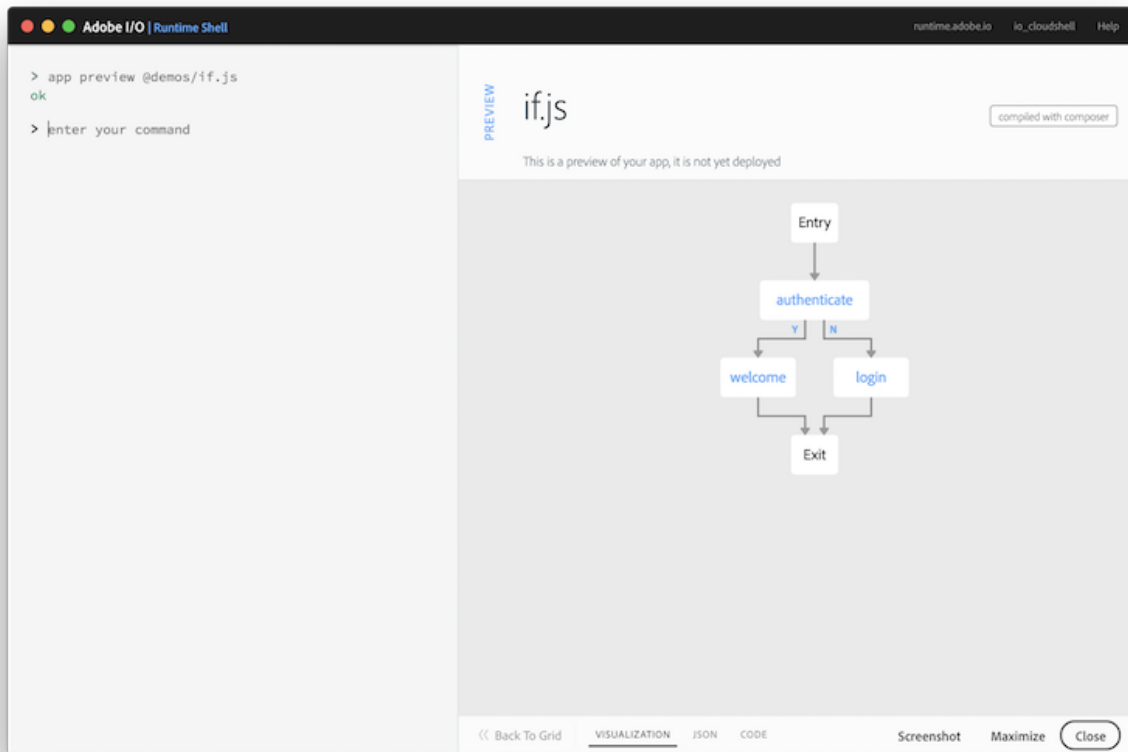 Adobe I/O | Runtime Shell
runtime.adobe.io io_cloudshell Help
> app preview @demos/if.js
ok
> enter your command
PREVIEW
if.js
compiled with composer
This is a preview of your app, it is not yet deployed
Entry
authenticate
Y N
welcome login
Exit
Back To Grid VISUALIZATION JSON CODE Screenshot Maximize Close